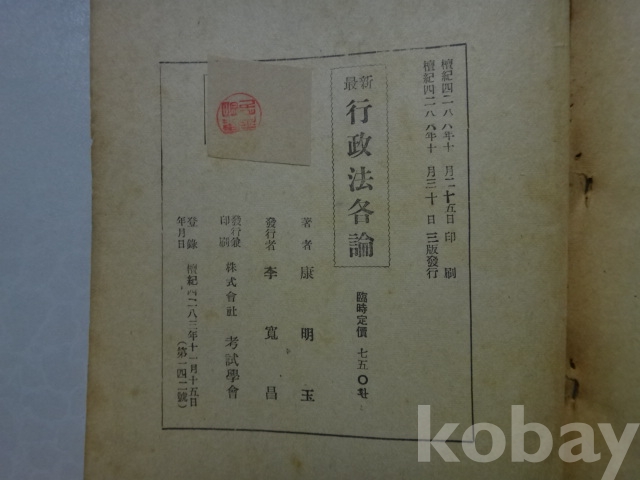 檀紀四二八八年十月二十五日 印刷
檀紀四二八八年十月三十日 三版發行
最新
行政法各論
臨時定價 七五〇환
著者 康明玉
發行者 李寬昌
發行兼
印刷 株式會社 考試學會
登錄
年月日 檀紀四二八三年十一月十五日
(第一四二號)
kobay